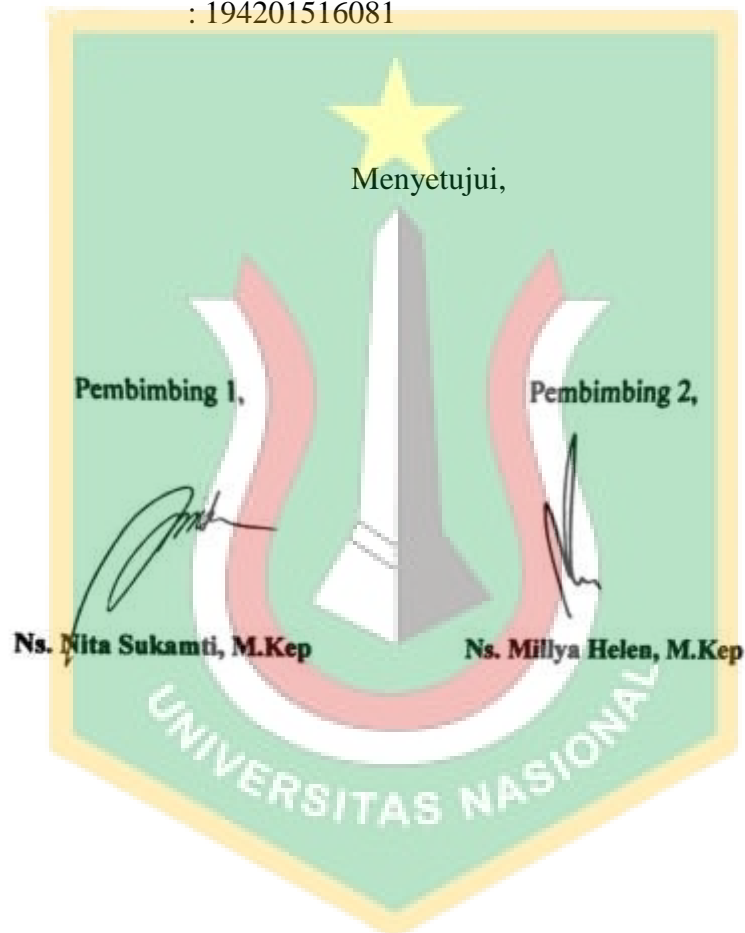 : 194201516081
Menyetujui,
Pembimbing 1,
Pembimbing 2,
Ns. Nita Sukamti, M.Kep
Ns. Millya Helen, M.Kep
UNIVERSITAS NASIONAL